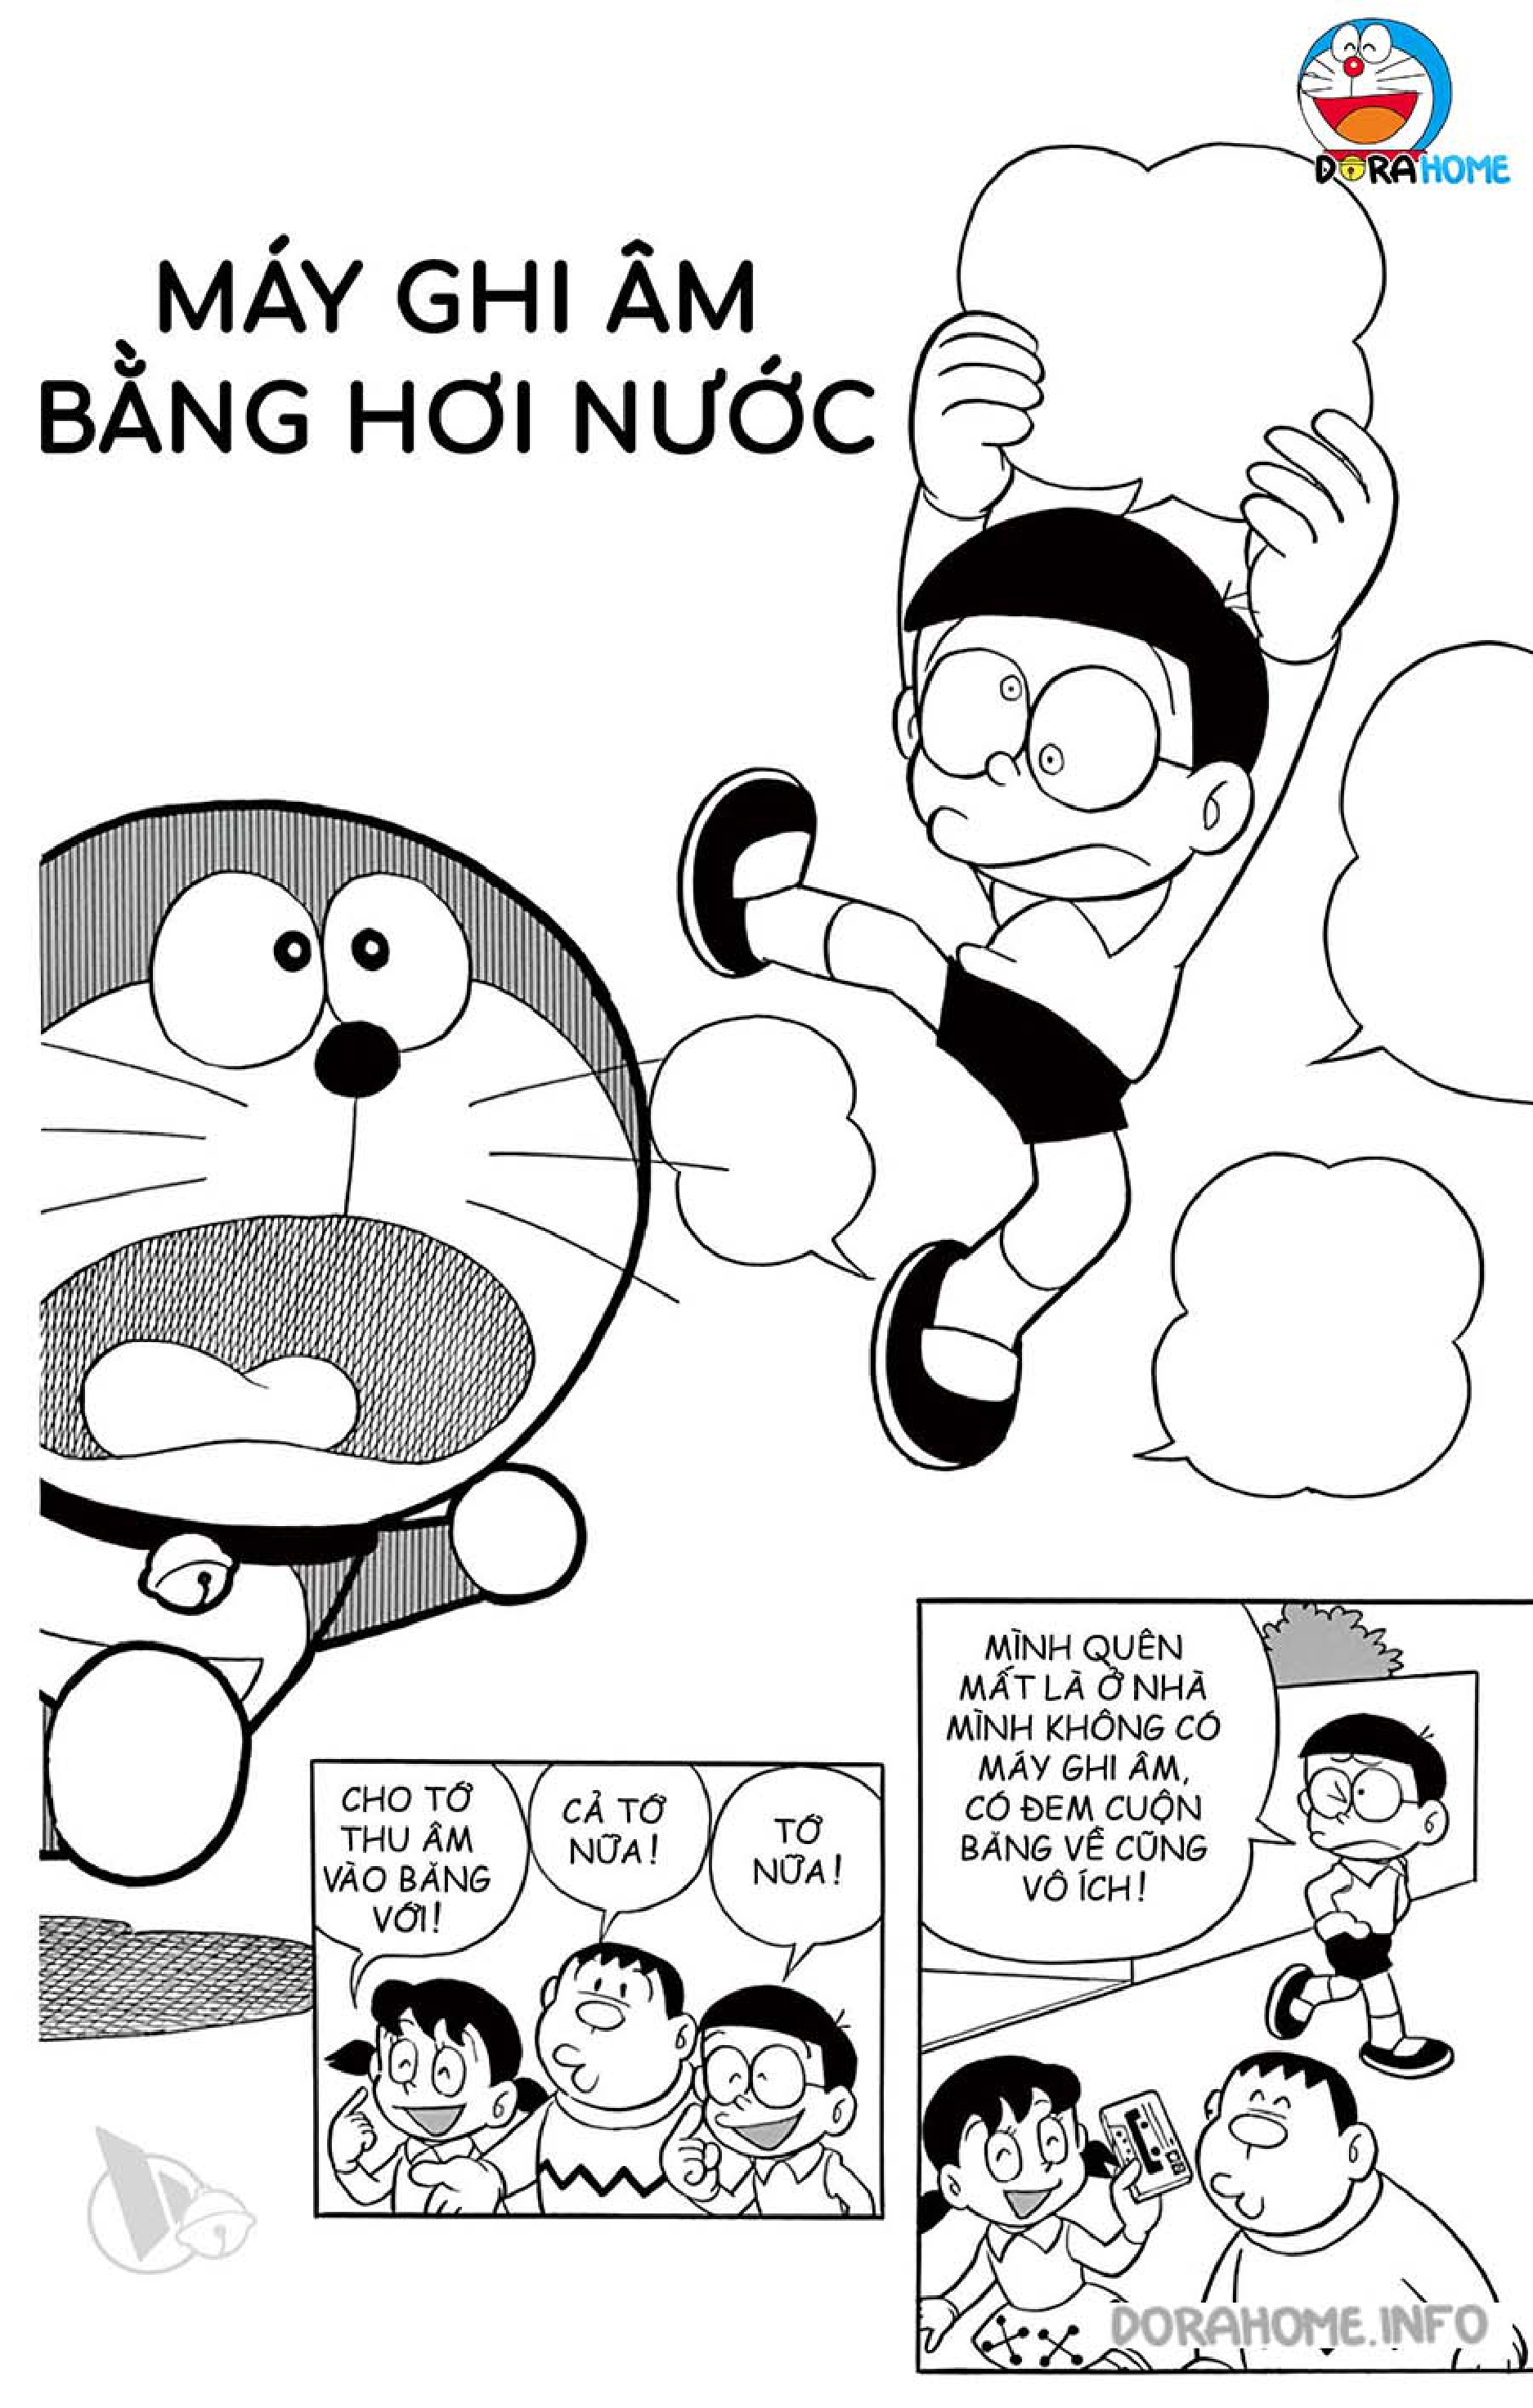 DORAHOME
MÁY GHI ÂM
BẰNG HƠI NƯỚC
CHO TỚ
THU ÂM
VÀO BĂNG
VỚI!
CẢ TỚ
NỮA!
TỚ
NỮA!
MÌNH QUÊN
MẤT LÀ Ở NHÀ
MÌNH KHÔNG CÓ
MÁY GHI ÂM,
CÓ ĐEM CUỘN
BĂNG VỀ CŨNG
VÔ ÍCH!
DORAHOME.INFO